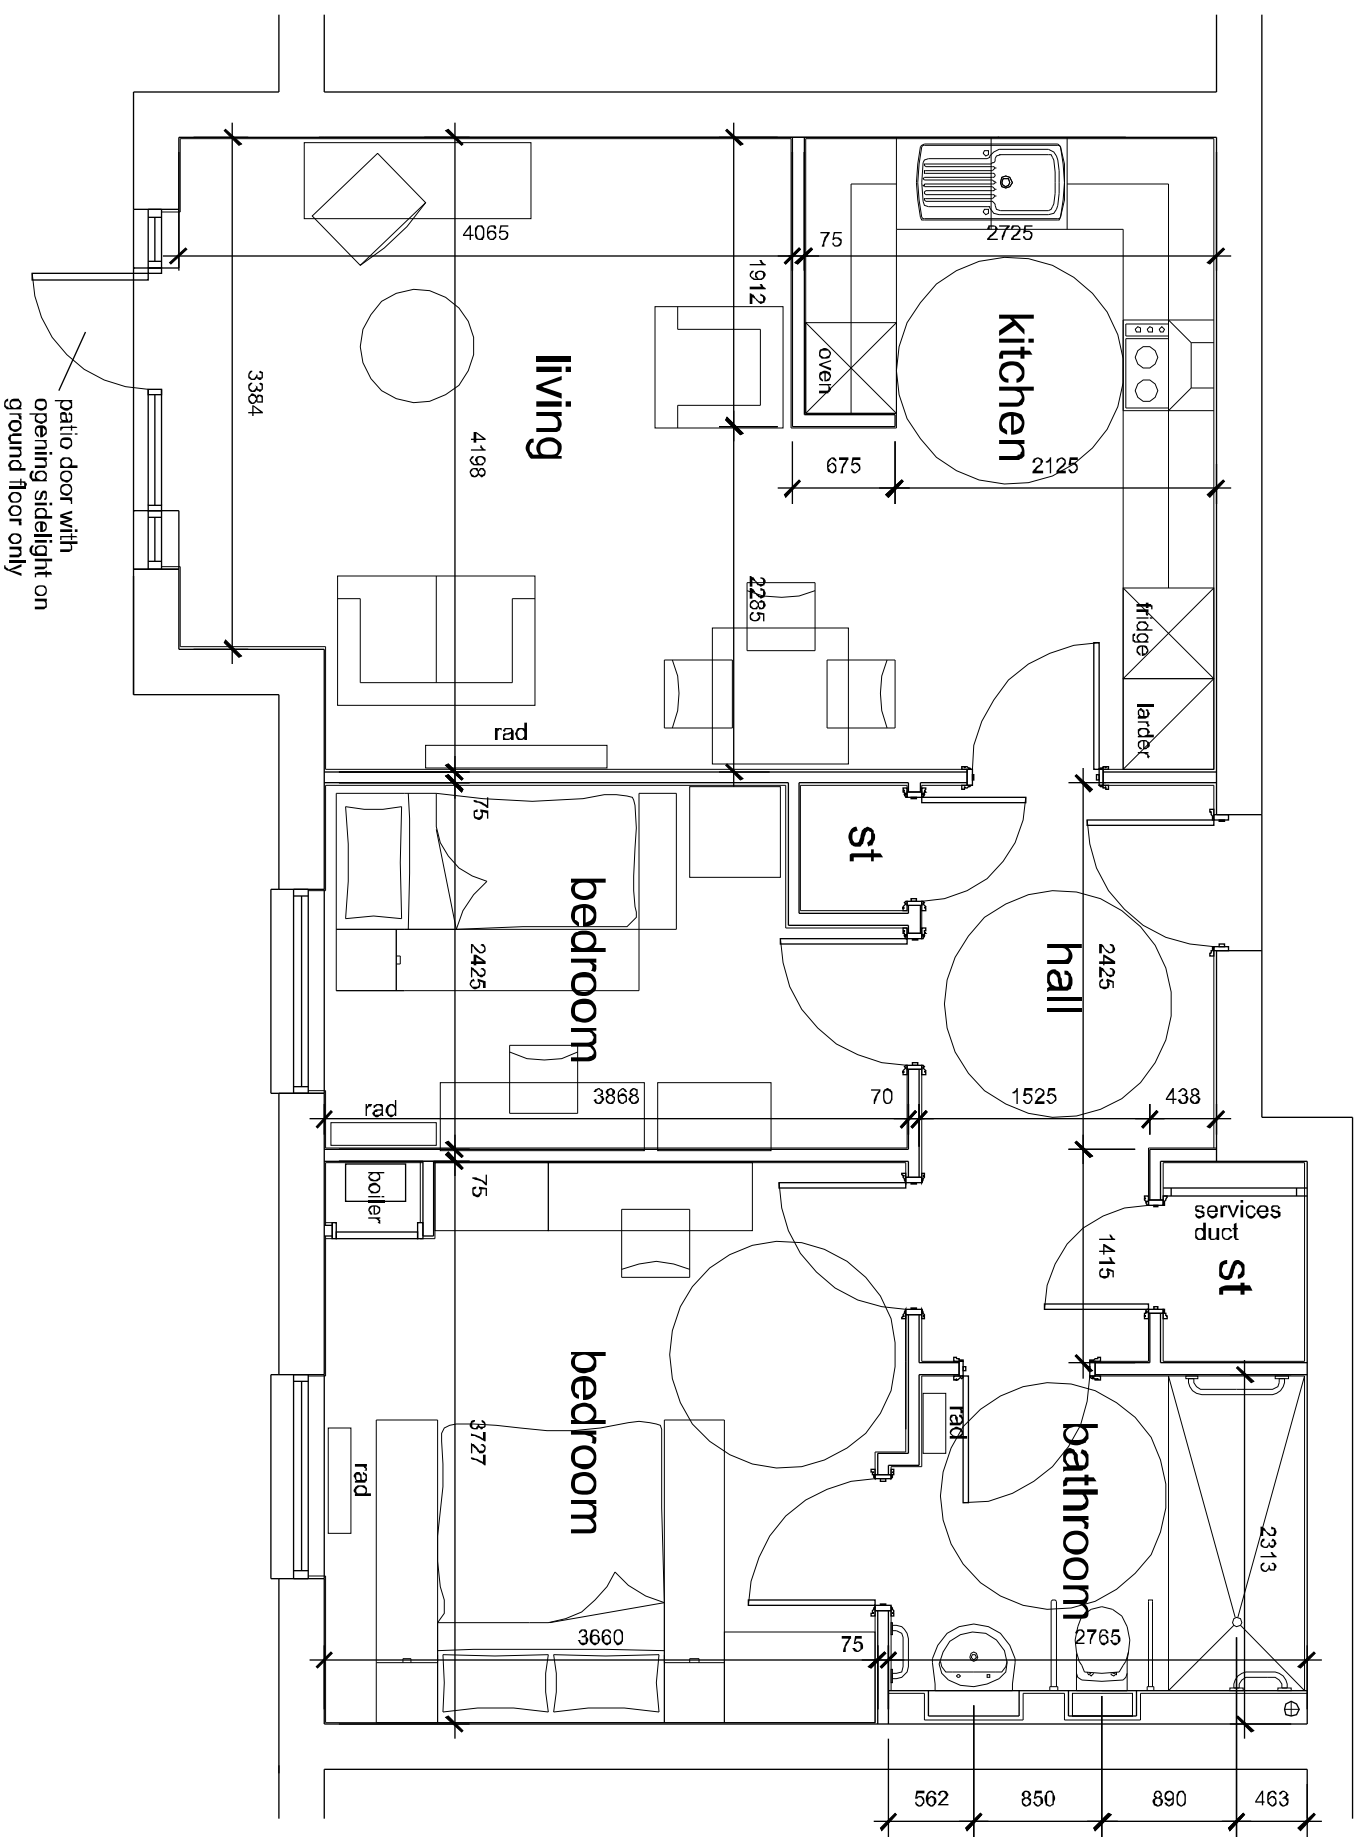 4065
75
2725
1912
kitchen
oven
living
3384
4198
patio door with
opening sidelight on
ground floor only
675
2125
2285
fridge
larder
rad
75
st
bedroom
2425
hall
2425
rad
3868
70
1525
438
75
boiler
services
duct
st
1415
bedroom
3727
rad
rad
bathroom
2313
3660
75
2765
562
850
890
463